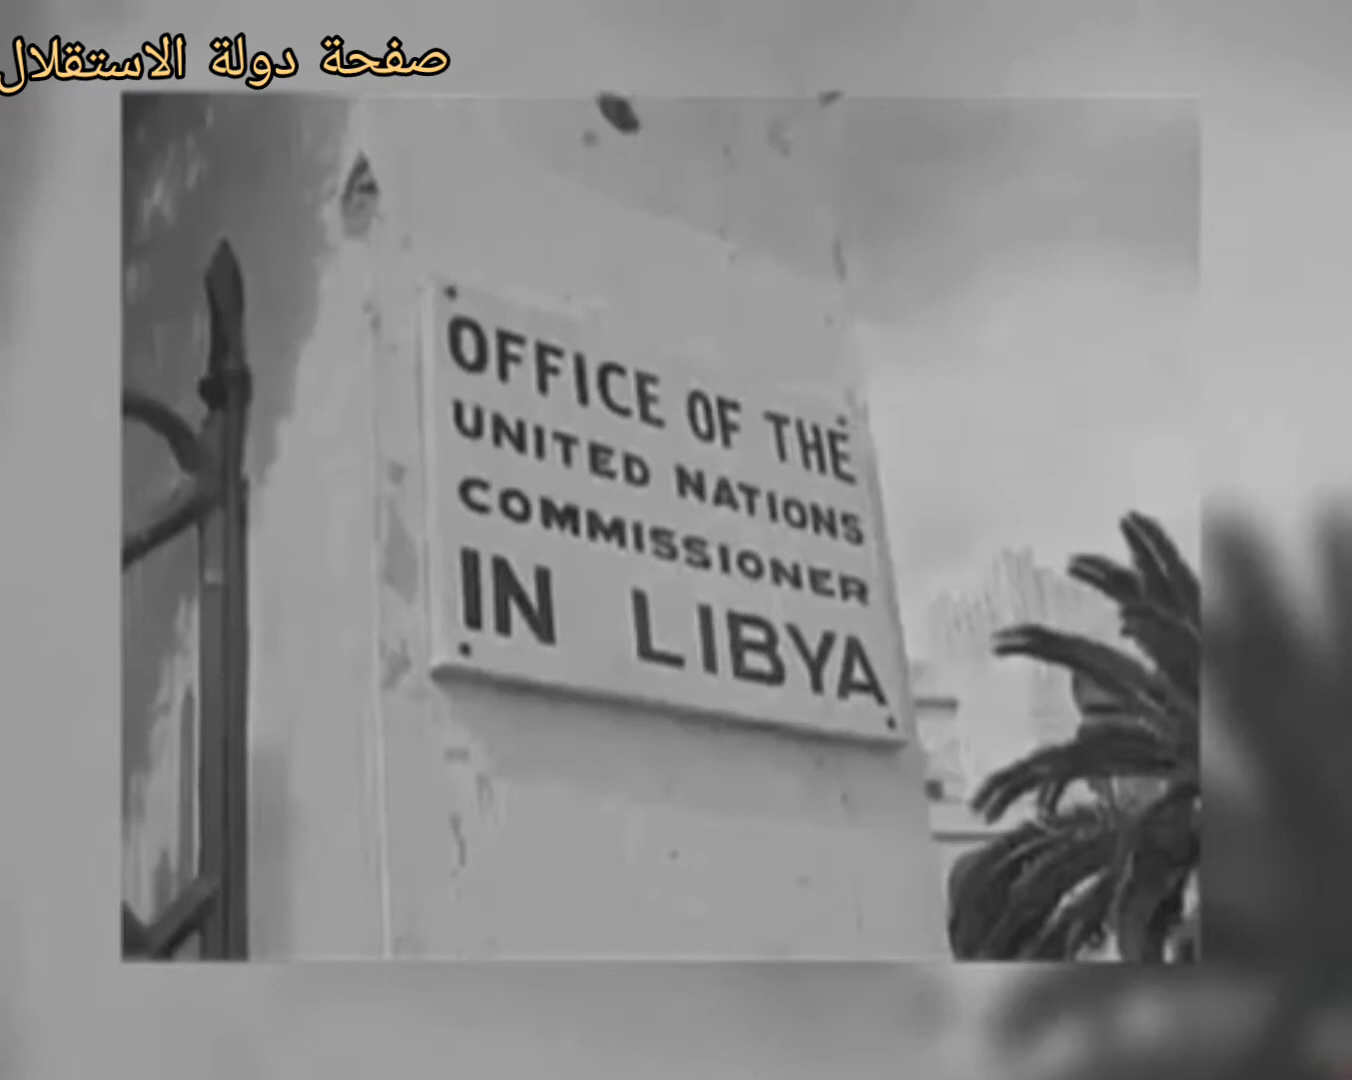 صفحة دولة الاستقلال
OFFICE OF THE
UNITED NATIONS
COMMISSIONER
IN LIBYA